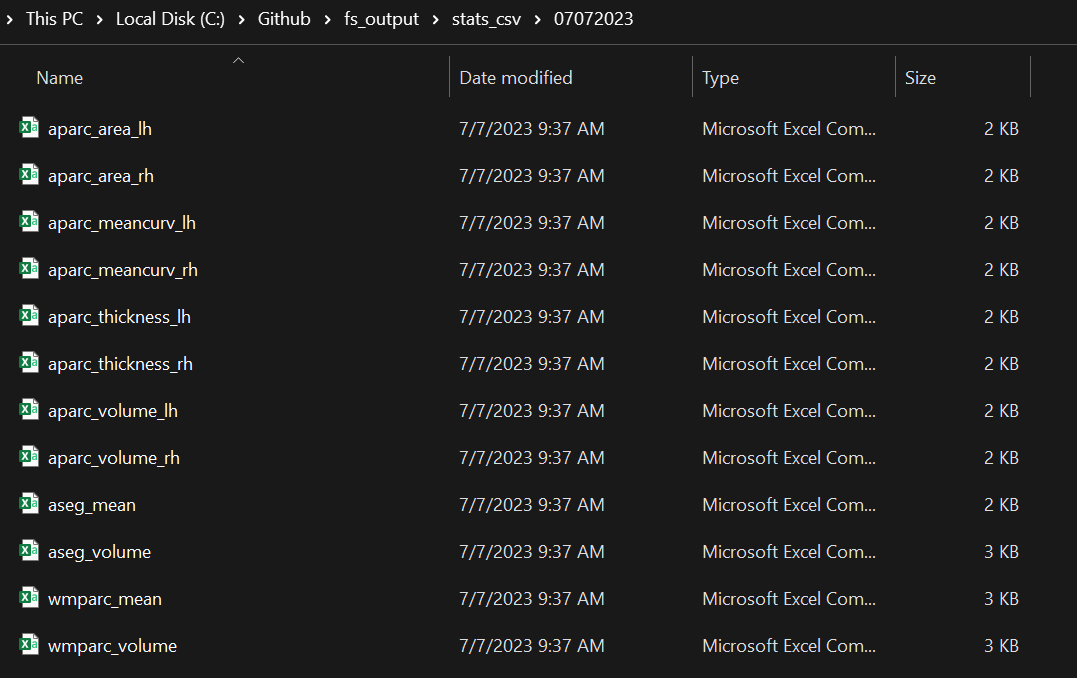 This PC > Local Disk (C:) > Github > fs_output > stats_csv > 07072023
Name Date modified Type Size
aparc_area_lh 7/7/2023 9:37 AM Microsoft Excel Com... 2 KB
aparc_area_rh 7/7/2023 9:37 AM Microsoft Excel Com... 2 KB
aparc_meancurv_lh 7/7/2023 9:37 AM Microsoft Excel Com... 2 KB
aparc_meancurv_rh 7/7/2023 9:37 AM Microsoft Excel Com... 2 KB
aparc_thickness_lh 7/7/2023 9:37 AM Microsoft Excel Com... 2 KB
aparc_thickness_rh 7/7/2023 9:37 AM Microsoft Excel Com... 2 KB
aparc_volume_lh 7/7/2023 9:37 AM Microsoft Excel Com... 2 KB
aparc_volume_rh 7/7/2023 9:37 AM Microsoft Excel Com... 2 KB
aseg_mean 7/7/2023 9:37 AM Microsoft Excel Com... 2 KB
aseg_volume 7/7/2023 9:37 AM Microsoft Excel Com... 3 KB
wmparc_mean 7/7/2023 9:37 AM Microsoft Excel Com... 3 KB
wmparc_volume 7/7/2023 9:37 AM Microsoft Excel Com... 3 KB